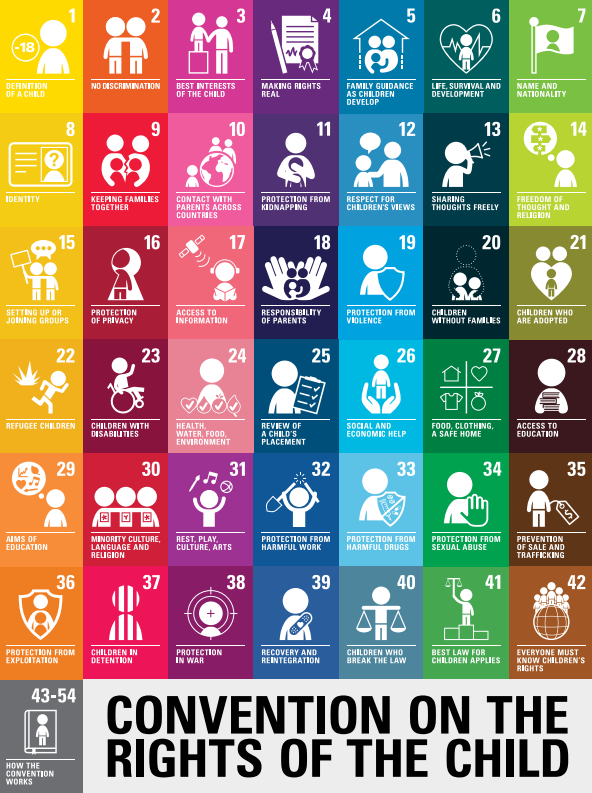 1
-18
DEFINITION
OF A CHILD
2
NO DISCRIMINATION
3
BEST INTERESTS
OF THE CHILD
4
MAKING RIGHTS
REAL
5
FAMILY GUIDANCE
AS CHILDREN
DEVELOP
6
LIFE, SURVIVAL AND
DEVELOPMENT
7
NAME AND
NATIONALITY
8
?
IDENTITY
9
KEEPING FAMILIES
TOGETHER
10
CONTACT WITH
PARENTS ACROSS
COUNTRIES
11
PROTECTION FROM
KIDNAPPING
12
RESPECT FOR
CHILDREN'S VIEWS
13
SHARING
THOUGHTS FREELY
14
FREEDOM OF
THOUGHT AND
RELIGION
15
SETTING UP OR
JOINING GROUPS
16
PROTECTION
OF PRIVACY
17
ACCESS TO
INFORMATION
18
RESPONSIBILITY
OF PARENTS
19
PROTECTION FROM
VIOLENCE
20
CHILDREN
WITHOUT FAMILIES
21
CHILDREN WHO
ARE ADOPTED
22
REFUGEE CHILDREN
23
CHILDREN WITH
DISABILITIES
24
HEALTH,
WATER, FOOD,
ENVIRONMENT
25
REVIEW OF
A CHILD'S
PLACEMENT
26
SOCIAL AND
ECONOMIC HELP
27
FOOD, CLOTHING,
A SAFE HOME
28
ACCESS TO
EDUCATION
29
AIMS OF
EDUCATION
30
MINORITY CULTURE,
LANGUAGE AND
RELIGION
31
REST, PLAY,
CULTURE, ARTS
32
PROTECTION FROM
HARMFUL WORK
33
PROTECTION FROM
HARMFUL DRUGS
34
PROTECTION FROM
SEXUAL ABUSE
35
PREVENTION
OF SALE AND
TRAFFICKING
36
PROTECTION FROM
EXPLOITATION
37
CHILDREN IN
DETENTION
38
PROTECTION
IN WAR
39
RECOVERY AND
REINTEGRATION
40
CHILDREN WHO
BREAK THE LAW
41
BEST LAW FOR
CHILDREN APPLIES
42
EVERYONE MUST
KNOW CHILDREN'S
RIGHTS
43-54
HOW THE
CONVENTION
WORKS
CONVENTION ON THE
RIGHTS OF THE CHILD